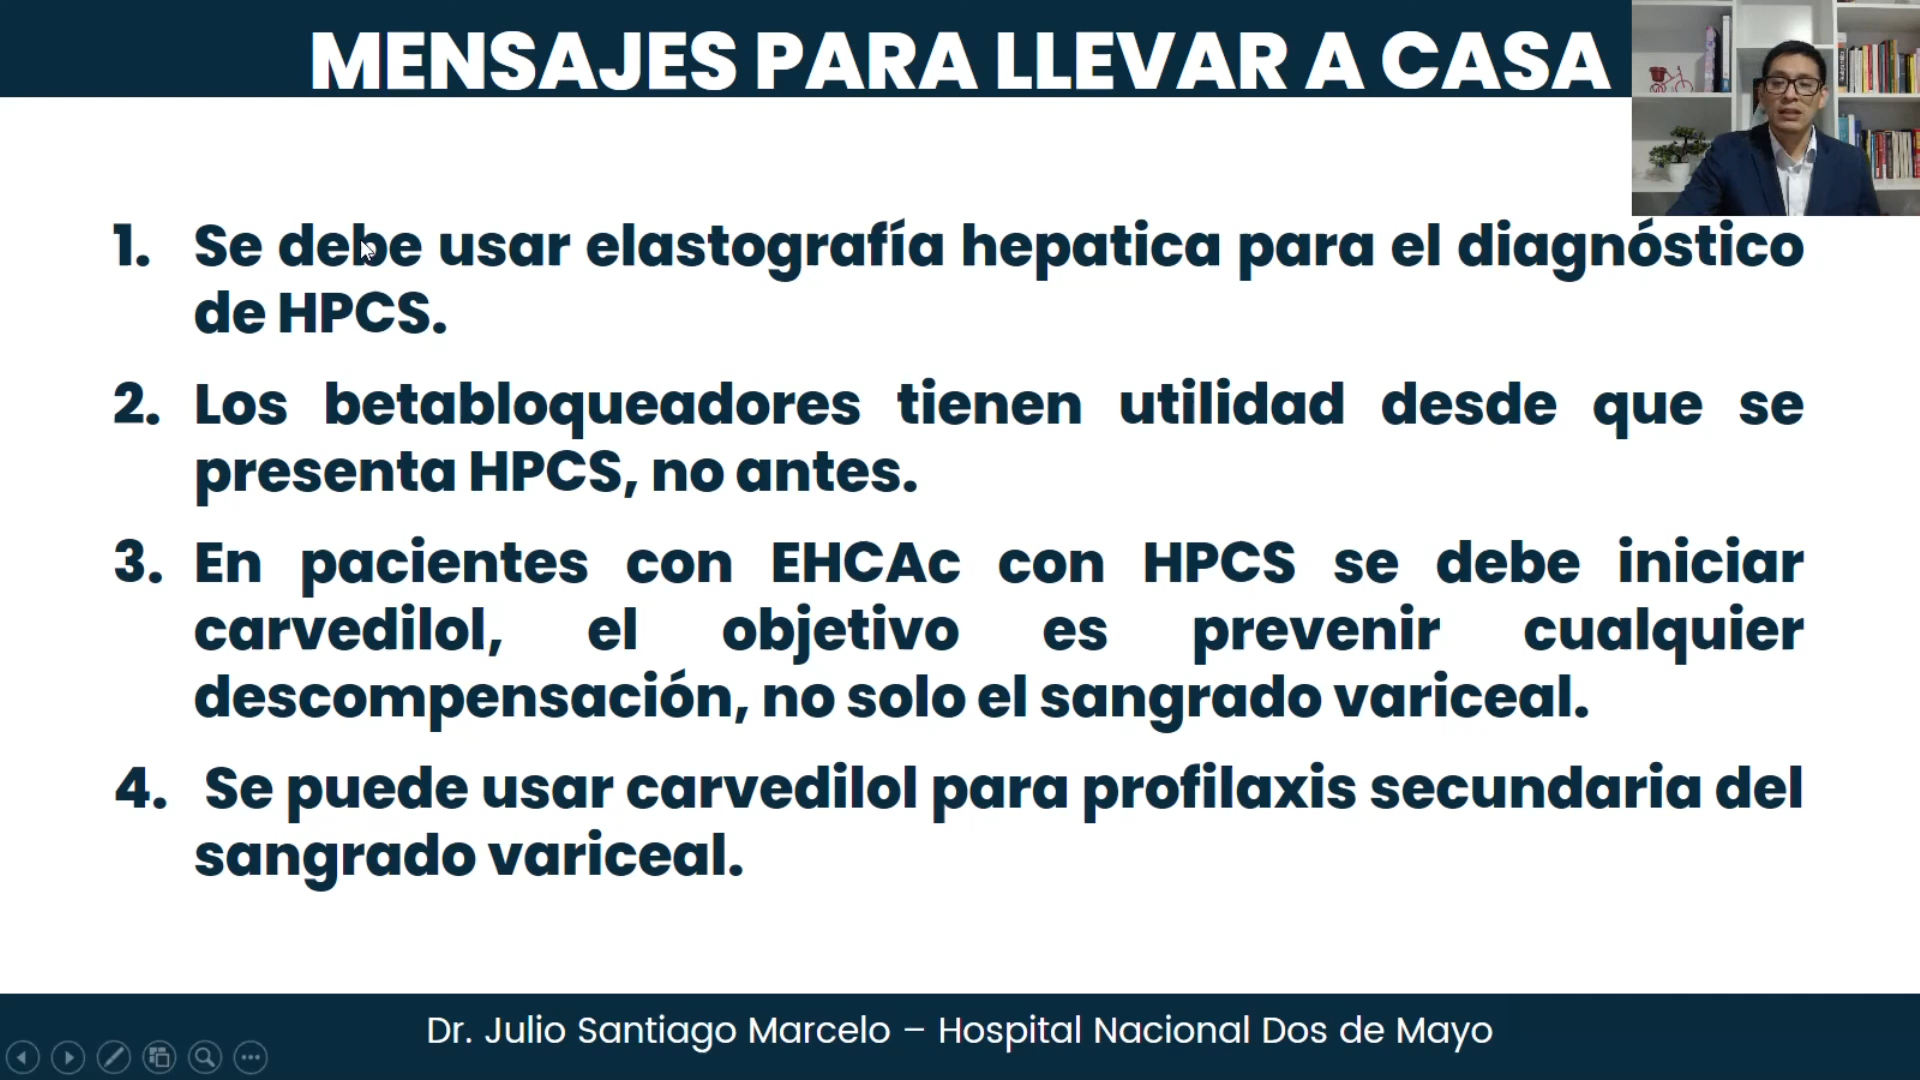 MENSAJES PARA LLEVAR A CASA
1. Se debe usar elastografía hepatica para el diagnóstico
de HPCS.
2. Los betabloqueadores tienen utilidad desde que se
presenta HPCS, no antes.
3. En pacientes con EHCAc con HPCS se debe iniciar
carvedilol, el objetivo es prevenir cualquier
descompensación, no solo el sangrado variceal.
4. Se puede usar carvedilol para profilaxis secundaria del
sangrado variceal.
Dr. Julio Santiago Marcelo – Hospital Nacional Dos de Mayo